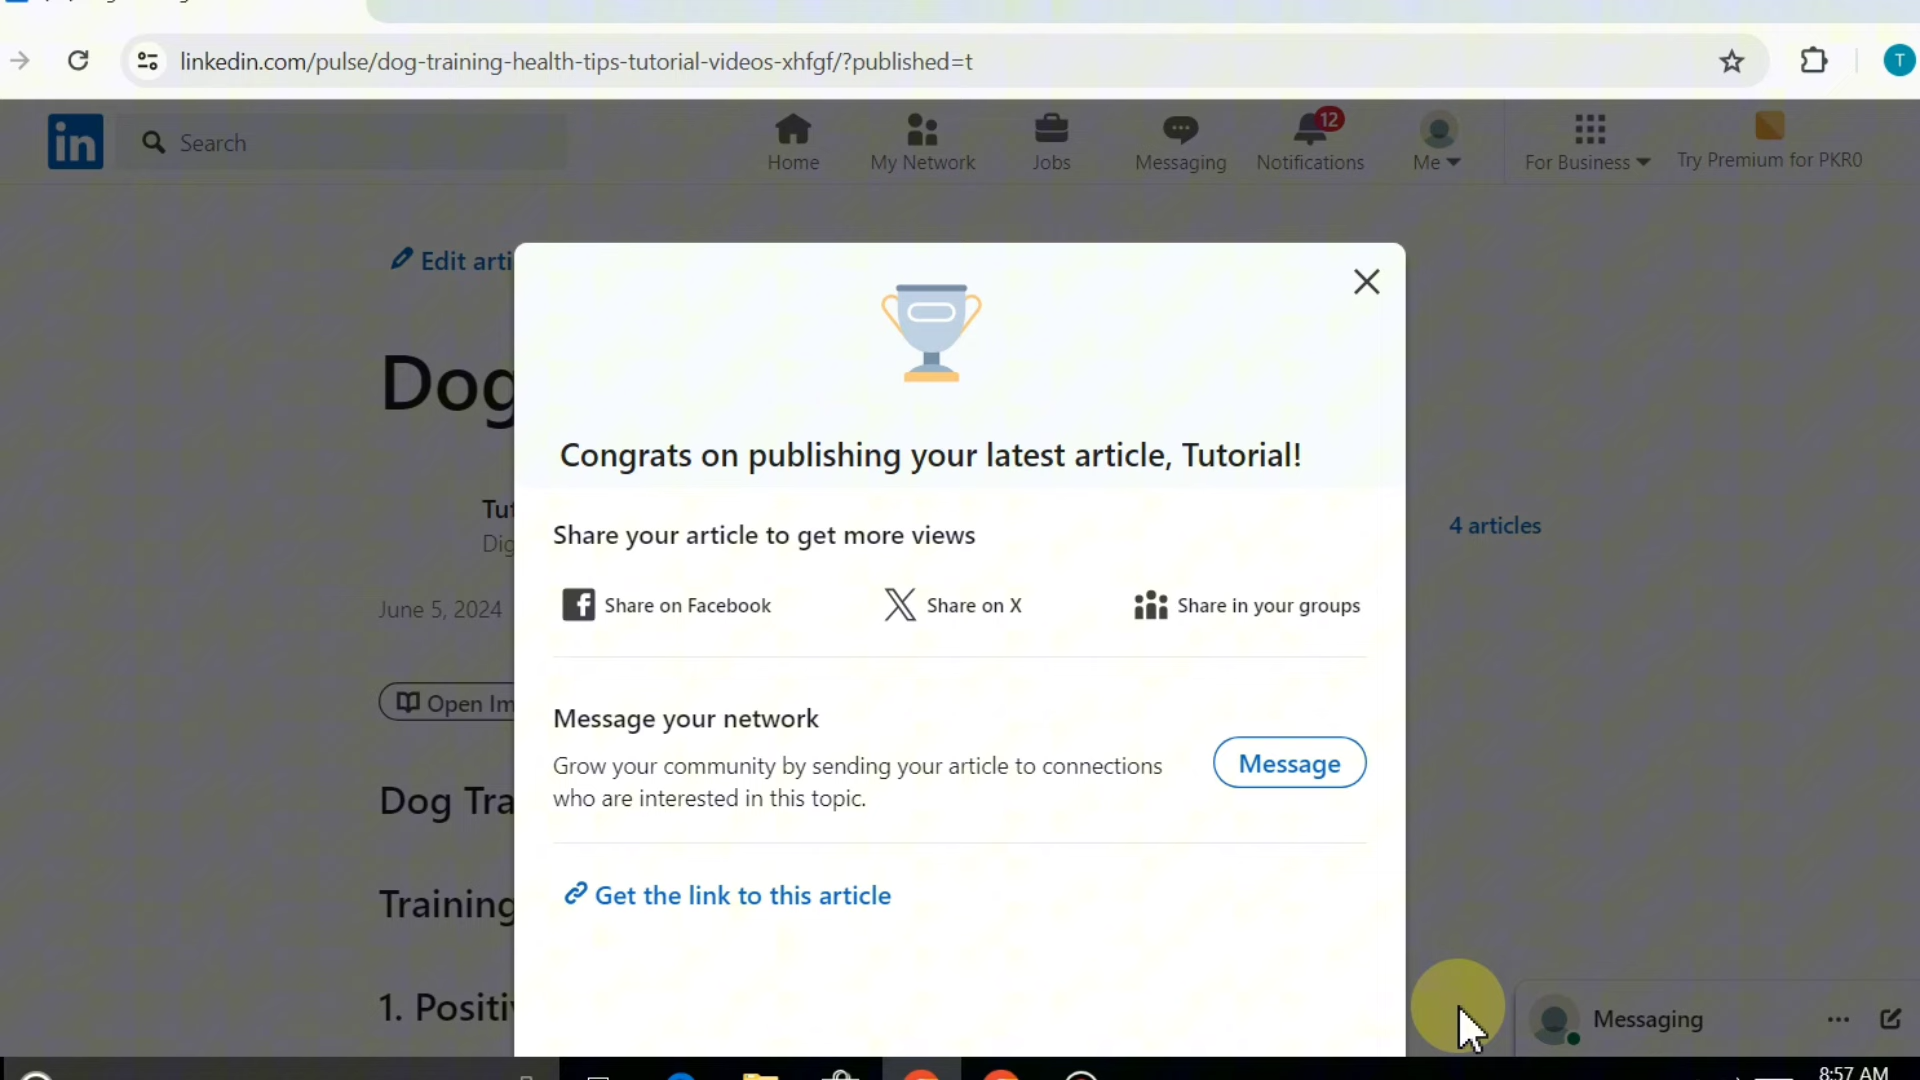 linkedin.com/pulse/dog-training-health-tips-tutorial-videos-xhfgf/?published=t
T
in
Search
Home
My Network
Jobs
Messaging
12
Notifications
Me
For Business
Try Premium for PKR0
Edit arti
Dog
Congrats on publishing your latest article, Tutorial!
Tut
Dig
Share your article to get more views
4 articles
June 5, 2024
Share on Facebook
Share on X
Share in your groups
Open Im
Message your network
Grow your community by sending your article to connections
who are interested in this topic.
Message
Dog Tra
Get the link to this article
Training
1. Positi
Messaging
8:57 AM